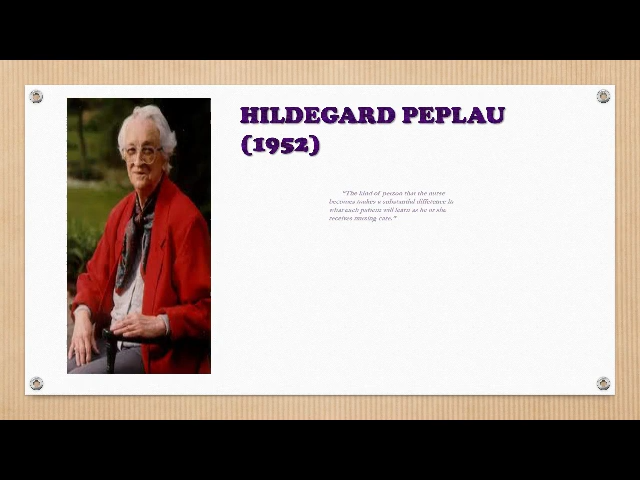 HILDEGARD PEPLAU
(1952)
"The kind of person that the nurse
becomes makes a substantial difference in
what each patient will learn as he or she
receives nursing care."